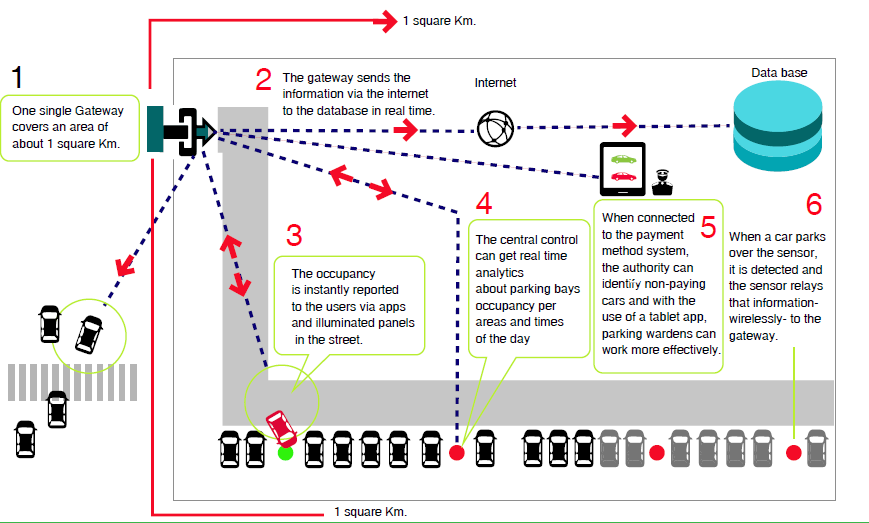 1 square Km.
1
One single Gateway
covers an area of
about 1 square Km.
2
The gateway sends the
information via the internet
to the database in real time.
Internet
Data base
3
The occupancy
is instantly reported
to the users via apps
and illuminated panels
in the street.
4
The central control
can get real time
analytics
about parking bays
occupancy per
areas and times
of the day
5
When connected
to the payment
method system,
the authority can
identify non-paying
cars and with the
use of a tablet app,
parking wardens can
work more effectively.
6
When a car parks
over the sensor,
it is detected and
the sensor relays
that information-
wirelessly- to the
gateway.
1 square Km.